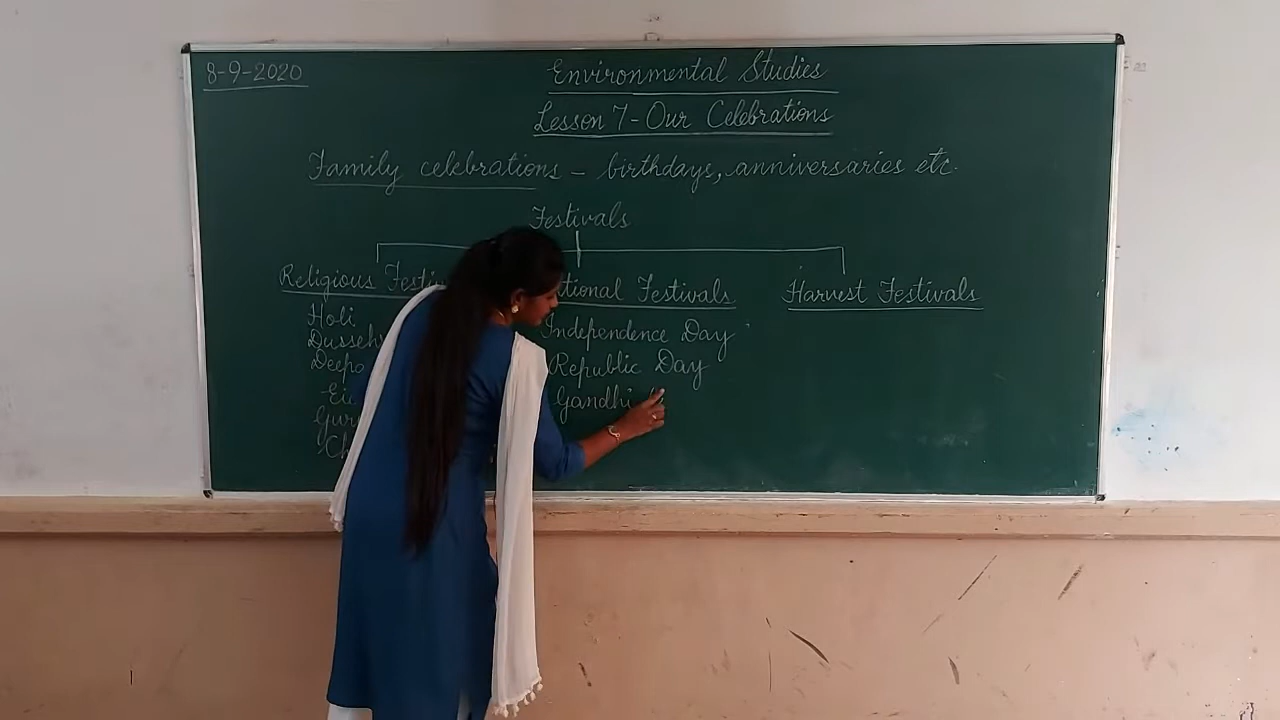 8-9-2020
Environmental Studies
Lesson 7 - Our Celebrations
Family celebrations - birthdays, anniversaries etc.
Festivals
Religious Festivals Harvest Festivals
Holi
Independence Day
Republic Day
Gandhi